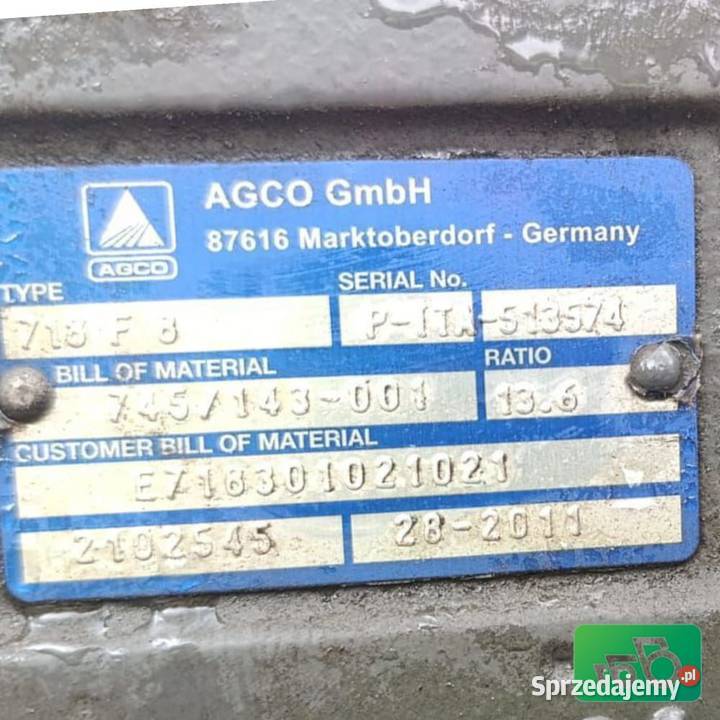 AGCO GmbH
87616 Marktoberdorf - Germany
AGCO
TYPE
SERIAL No.
718 F 8
P-ITA-513574
BILL OF MATERIAL
RATIO
745/143-001
13.6
CUSTOMER BILL OF MATERIAL
E718301021021
2102545
28-2011
Sprzedajemy.pl